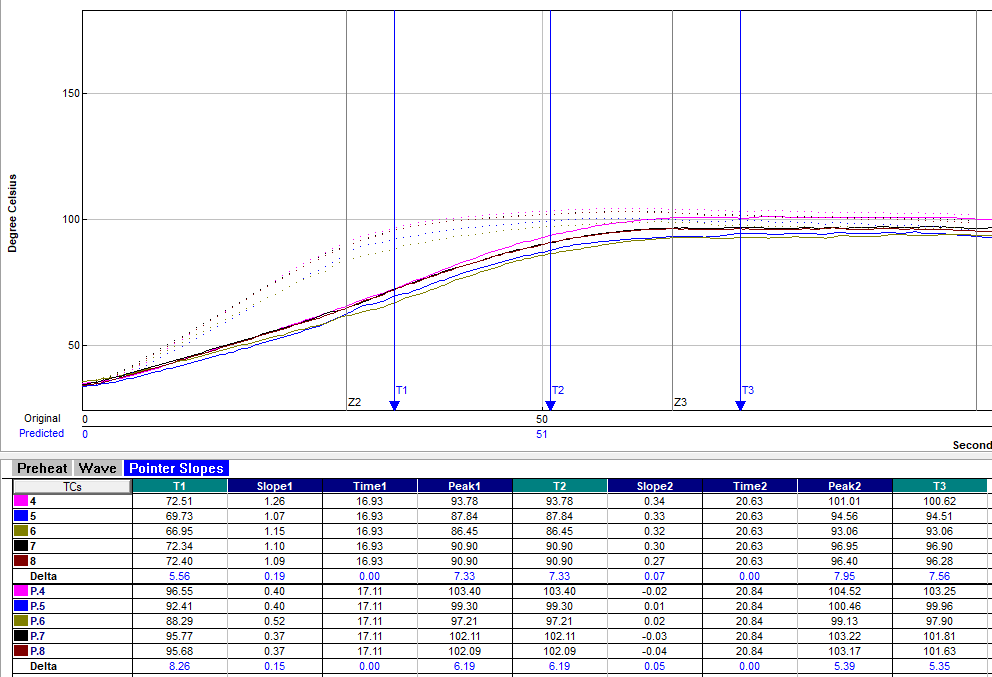 Degree Celsius
150
100
50
T1
T2
T3
Z2
Z3
Original 0 50
Predicted 0 51
Second
Preheat Wave Pointer Slopes
TCs T1 Slope1 Time1 Peak1 T2 Slope2 Time2 Peak2 T3
4 72.51 1.26 16.93 93.78 93.78 0.34 20.63 101.01 100.62
5 69.73 1.07 16.93 87.84 87.84 0.33 20.63 94.56 94.51
6 66.95 1.15 16.93 86.45 86.45 0.32 20.63 93.06 93.06
7 72.34 1.10 16.93 90.90 90.90 0.30 20.63 96.95 96.90
8 72.40 1.09 16.93 90.90 90.90 0.27 20.63 96.40 96.28
Delta 5.56 0.19 0.00 7.33 7.33 0.07 0.00 7.95 7.56
P.4 96.55 0.40 17.11 103.40 103.40 -0.02 20.84 104.52 103.25
P.5 92.41 0.40 17.11 99.30 99.30 0.01 20.84 100.46 99.96
P.6 88.29 0.52 17.11 97.21 97.21 0.02 20.84 99.13 97.90
P.7 95.77 0.37 17.11 102.11 102.11 -0.03 20.84 103.22 101.81
P.8 95.68 0.37 17.11 102.09 102.09 -0.04 20.84 103.17 101.63
Delta 8.26 0.15 0.00 6.19 6.19 0.05 0.00 5.39 5.35